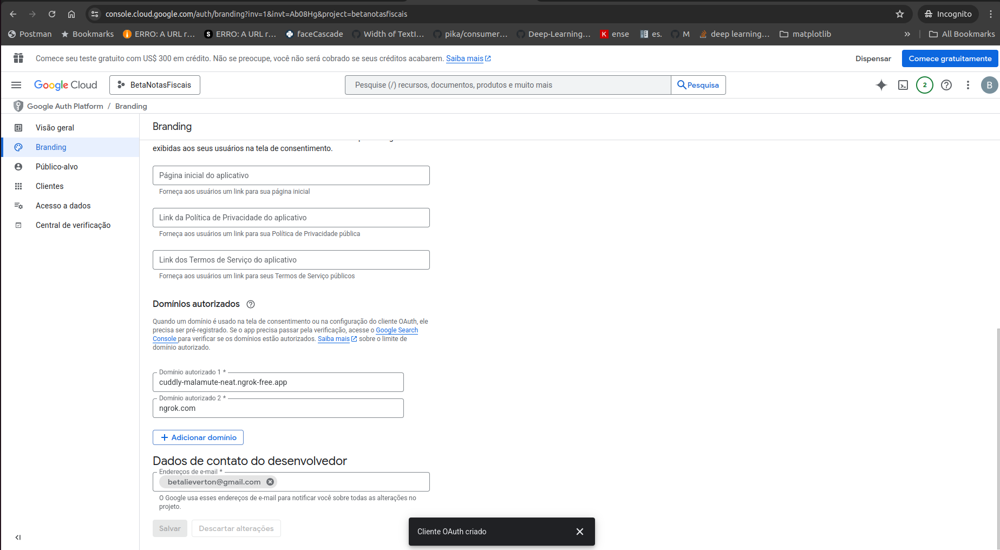 console.cloud.google.com/auth/branding?inv=1&invt=Ab08Hg&project=betanotasfiscais
Incognito
Postman
Bookmarks
ERRO: A URL r...
ERRO: A URL r...
faceCascade
Width of TextI...
pika/consumer...
Deep-Learning...
K ense
es.
M
deep learning...
matplotlib
»
All Bookmarks
Comece seu teste gratuito com US$ 300 em crédito. Não se preocupe, você não será cobrado se seus créditos acabarem. Saiba mais
Dispensar
Comece gratuitamente
Google Cloud
BetaNotasFiscais
Pesquise (/) recursos, documentos, produtos e muito mais
Pesquisa
2
B
Google Auth Platform / Branding
Visão geral
Branding
Público-alvo
Clientes
Acesso a dados
Central de verificação
Branding
exibidas aos seus usuários na tela de consentimento.
Página inicial do aplicativo
Forneça aos usuários um link para sua página inicial
Link da Política de Privacidade do aplicativo
Forneça aos usuários um link para sua Política de Privacidade pública
Link dos Termos de Serviço do aplicativo
Forneça aos usuários um link para seus Termos de Serviço públicos
Domínios autorizados
Quando um domínio é usado na tela de consentimento ou na configuração do cliente OAuth, ele
precisa ser pré-registrado. Se o app precisa passar pela verificação, acesse o Google Search
Console para verificar se os domínios estão autorizados. Saiba mais sobre o limite de
domínio autorizado.
Domínio autorizado 1 *
cuddly-malamute-neat.ngrok-free.app
Domínio autorizado 2 *
ngrok.com
+ Adicionar domínio
Dados de contato do desenvolvedor
Endereços de e-mail *
betalieverton@gmail.com
O Google usa esses endereços de e-mail para notificar você sobre todas as alterações no
projeto.
Salvar
Descartar alterações
Cliente OAuth criado